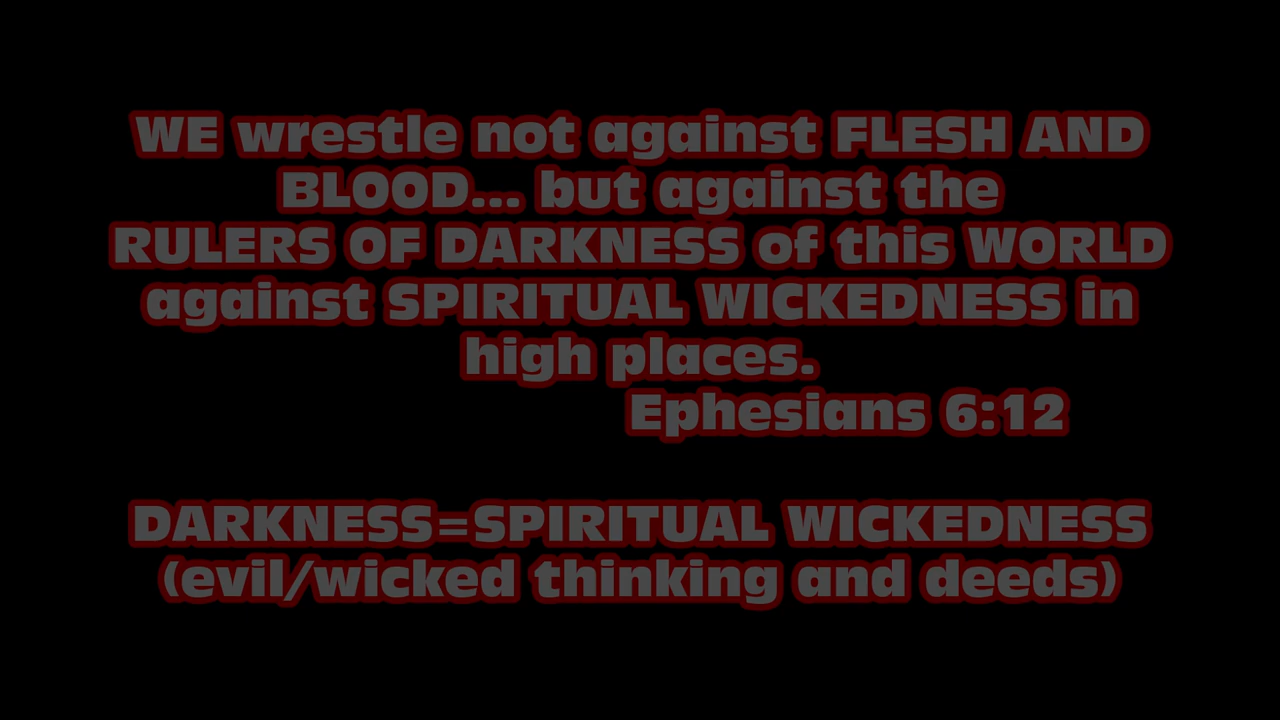 WE wrestle not against FLESH AND
BLOOD... but against the
RULERS OF DARKNESS of this WORLD
against SPIRITUAL WICKEDNESS in
high places.
Ephesians 6:12
DARKNESS=SPIRITUAL WICKEDNESS
(evil/wicked thinking and deeds)